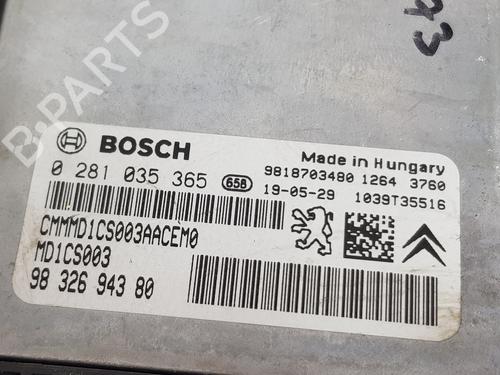 B-PARTS
43
BOSCH
Made in Hungary
0 281 035 365
658
9818703480 1264 3760
19-05-29
1039T35516
CMMMD1CS003AACEM0
MD1CS003
98 326 943 80